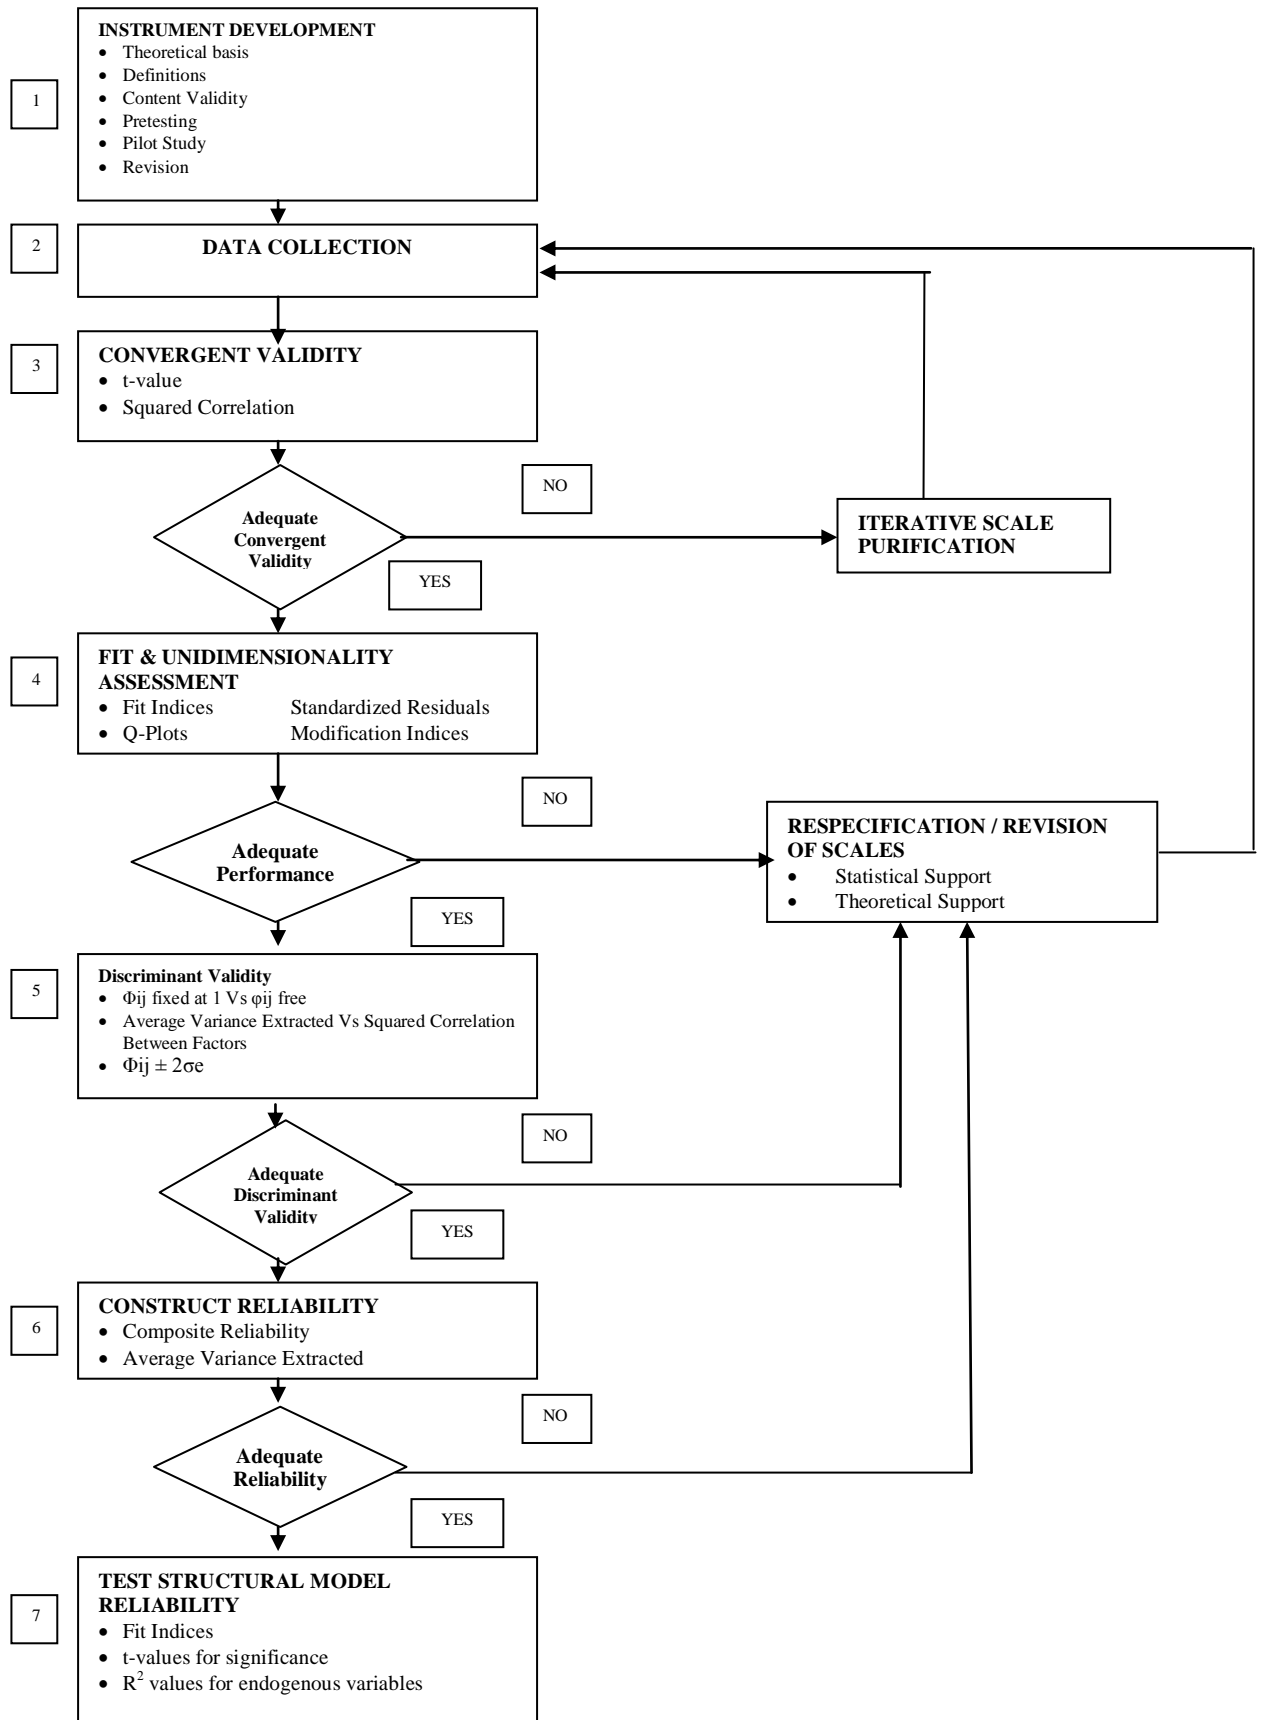 INSTRUMENT DEVELOPMENT
• Theoretical basis
• Definitions
• Content Validity
• Pretesting
• Pilot Study
• Revision
1
2
DATA COLLECTION
3
CONVERGENT VALIDITY
• t-value
• Squared Correlation
NO
Adequate
Convergent
Validity
ITERATIVE SCALE
PURIFICATION
YES
4
FIT & UNIDIMENSIONALITY
ASSESSMENT
• Fit Indices Standardized Residuals
• Q-Plots Modification Indices
NO
Adequate
Performance
RESPECIFICATION / REVISION
OF SCALES
• Statistical Support
• Theoretical Support
YES
5
Discriminant Validity
• Φij fixed at 1 Vs φij free
• Average Variance Extracted Vs Squared Correlation
Between Factors
• Φij ± 2σe
NO
Adequate
Discriminant
Validity
YES
6
CONSTRUCT RELIABILITY
• Composite Reliability
• Average Variance Extracted
NO
Adequate
Reliability
YES
7
TEST STRUCTURAL MODEL
RELIABILITY
• Fit Indices
• t-values for significance
• R² values for endogenous variables